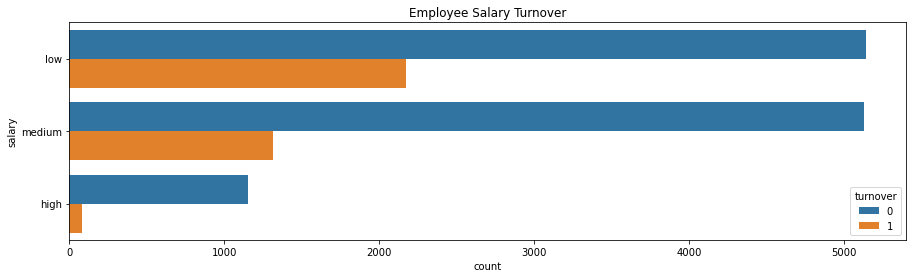 Employee Salary Turnover
low
medium
high
salary
turnover
0
1
0 1000 2000 3000 4000 5000
count